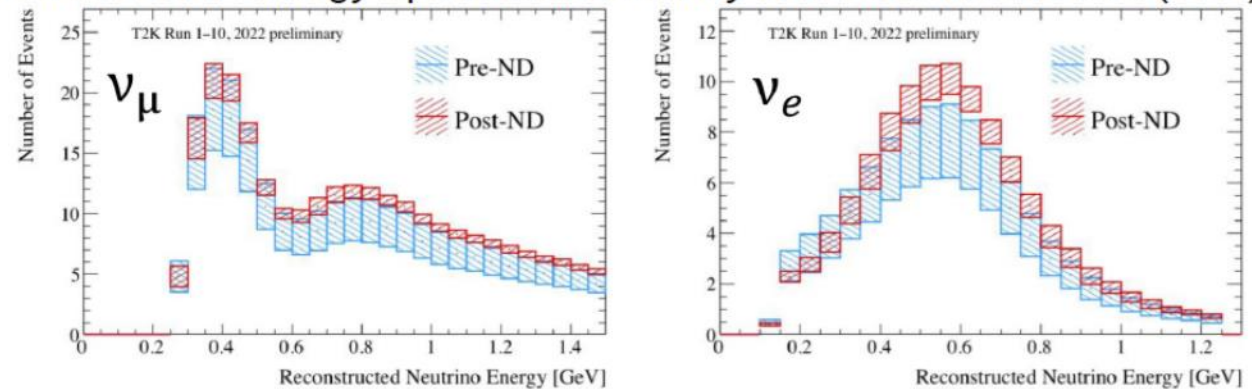 Number of Events
25
20
15
10
5
0
T2K Run 1–10, 2022 preliminary
νμ
Pre-ND
Post-ND
0 0.2 0.4 0.6 0.8 1 1.2 1.4
Reconstructed Neutrino Energy [GeV]
Number of Events
12
10
8
6
4
2
0
T2K Run 1–10, 2022 preliminary
νe
Pre-ND
Post-ND
0 0.2 0.4 0.6 0.8 1 1.2
Reconstructed Neutrino Energy [GeV]